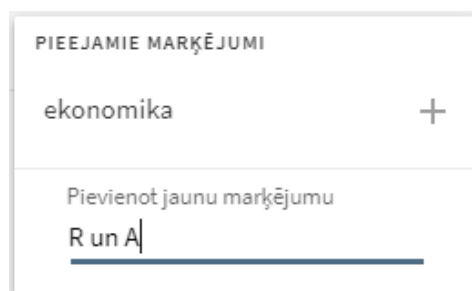 PIEEJAMIE MARĶĒJUMI
ekonomika
Pievienot jaunu marķējumu
R un A